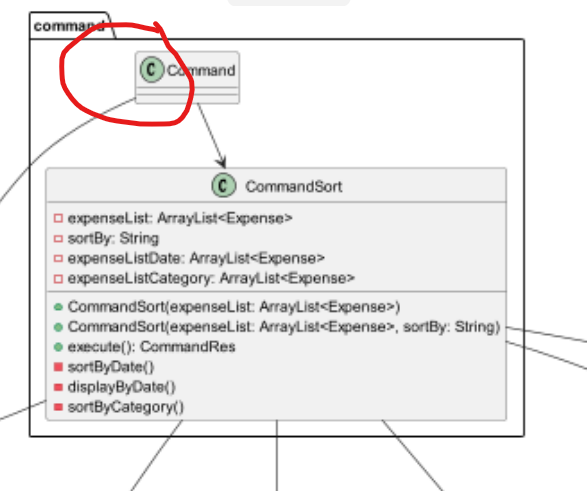 command
C Command
C CommandSort
expenseList: ArrayList<Expense>
sortBy: String
expenseListDate: ArrayList<Expense>
expenseListCategory: ArrayList<Expense>
CommandSort(expenseList: ArrayList<Expense>)
CommandSort(expenseList: ArrayList<Expense>, sortBy: String)
execute(): CommandRes
sortByDate()
displayByDate()
sortByCategory()